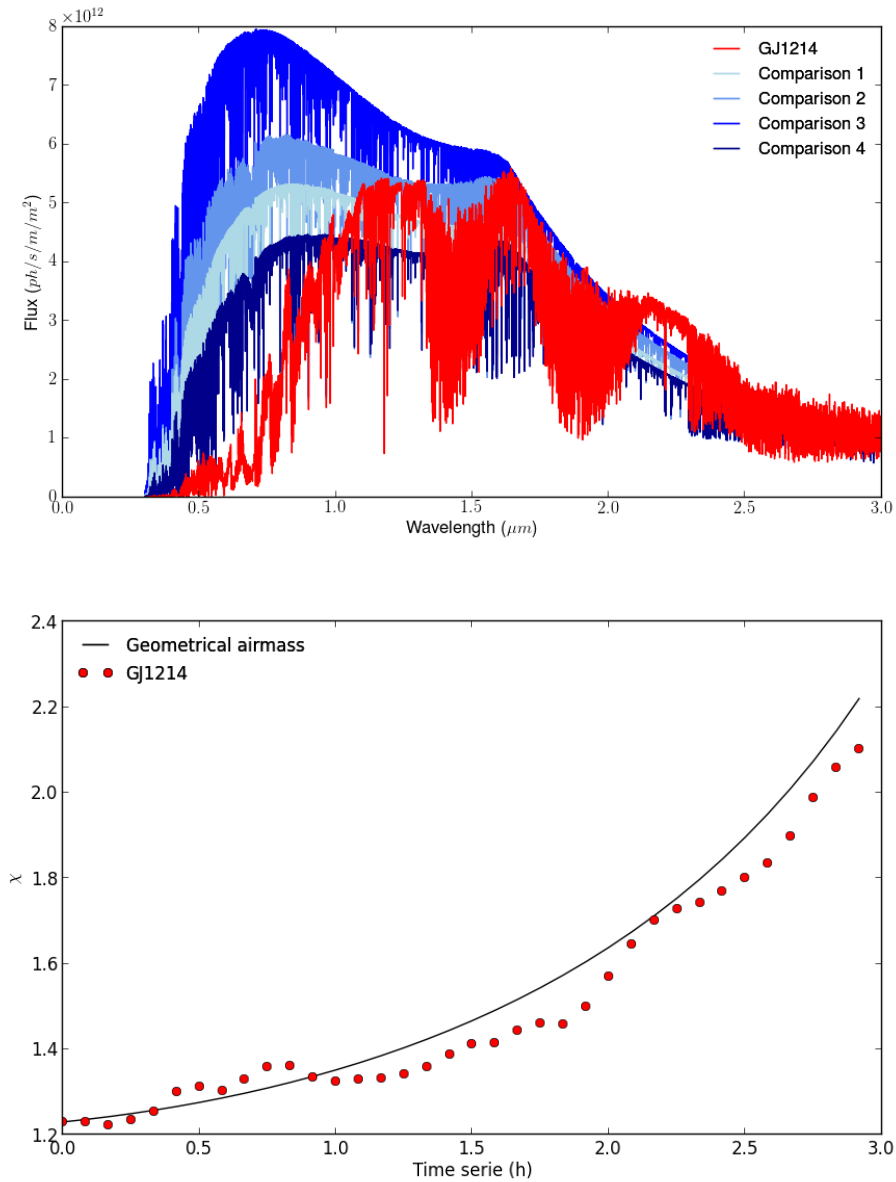 ×10¹²
8
7
6
5
4
3
2
1
0
Flux (ph/s/m/m²)
GJ1214
Comparison 1
Comparison 2
Comparison 3
Comparison 4
0.0 0.5 1.0 1.5 2.0 2.5 3.0
Wavelength (μm)
2.4
2.2
2.0
1.8
1.6
1.4
1.2
χ
Geometrical airmass
GJ1214
0.0 0.5 1.0 1.5 2.0 2.5 3.0
Time serie (h)